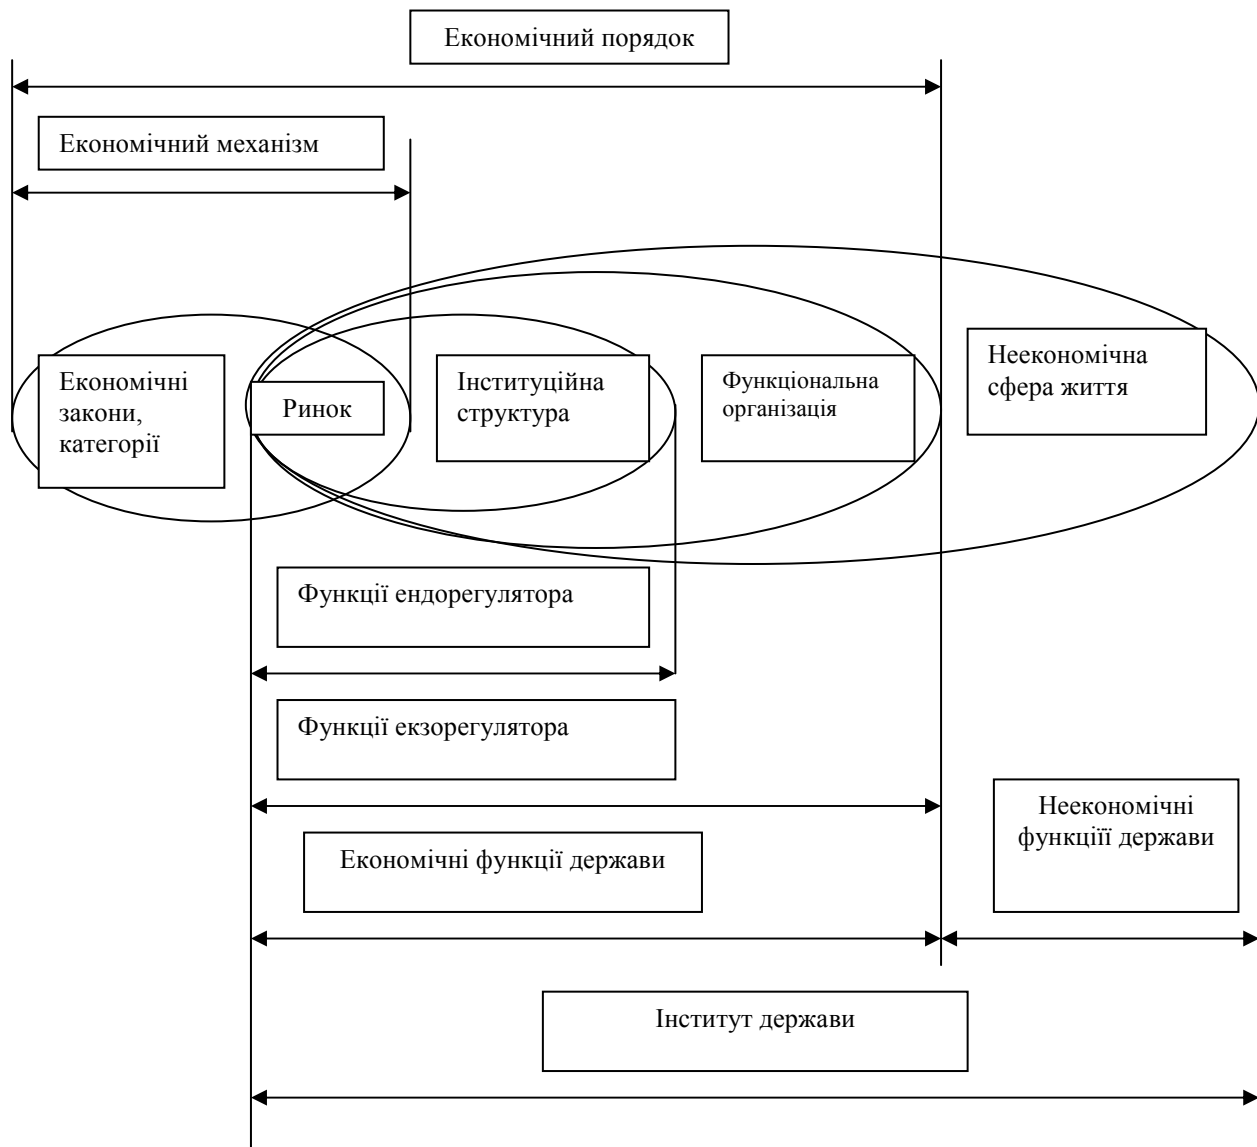 Економічний порядок
Економічний механізм
Економічні
закони,
категорії
Ринок
Інституційна
структура
Функціональна
організація
Неекономічна
сфера життя
Функції ендорегулятора
Функції екзорегулятора
Економічні функції держави
Неекономічні
функціїї держави
Інститут держави